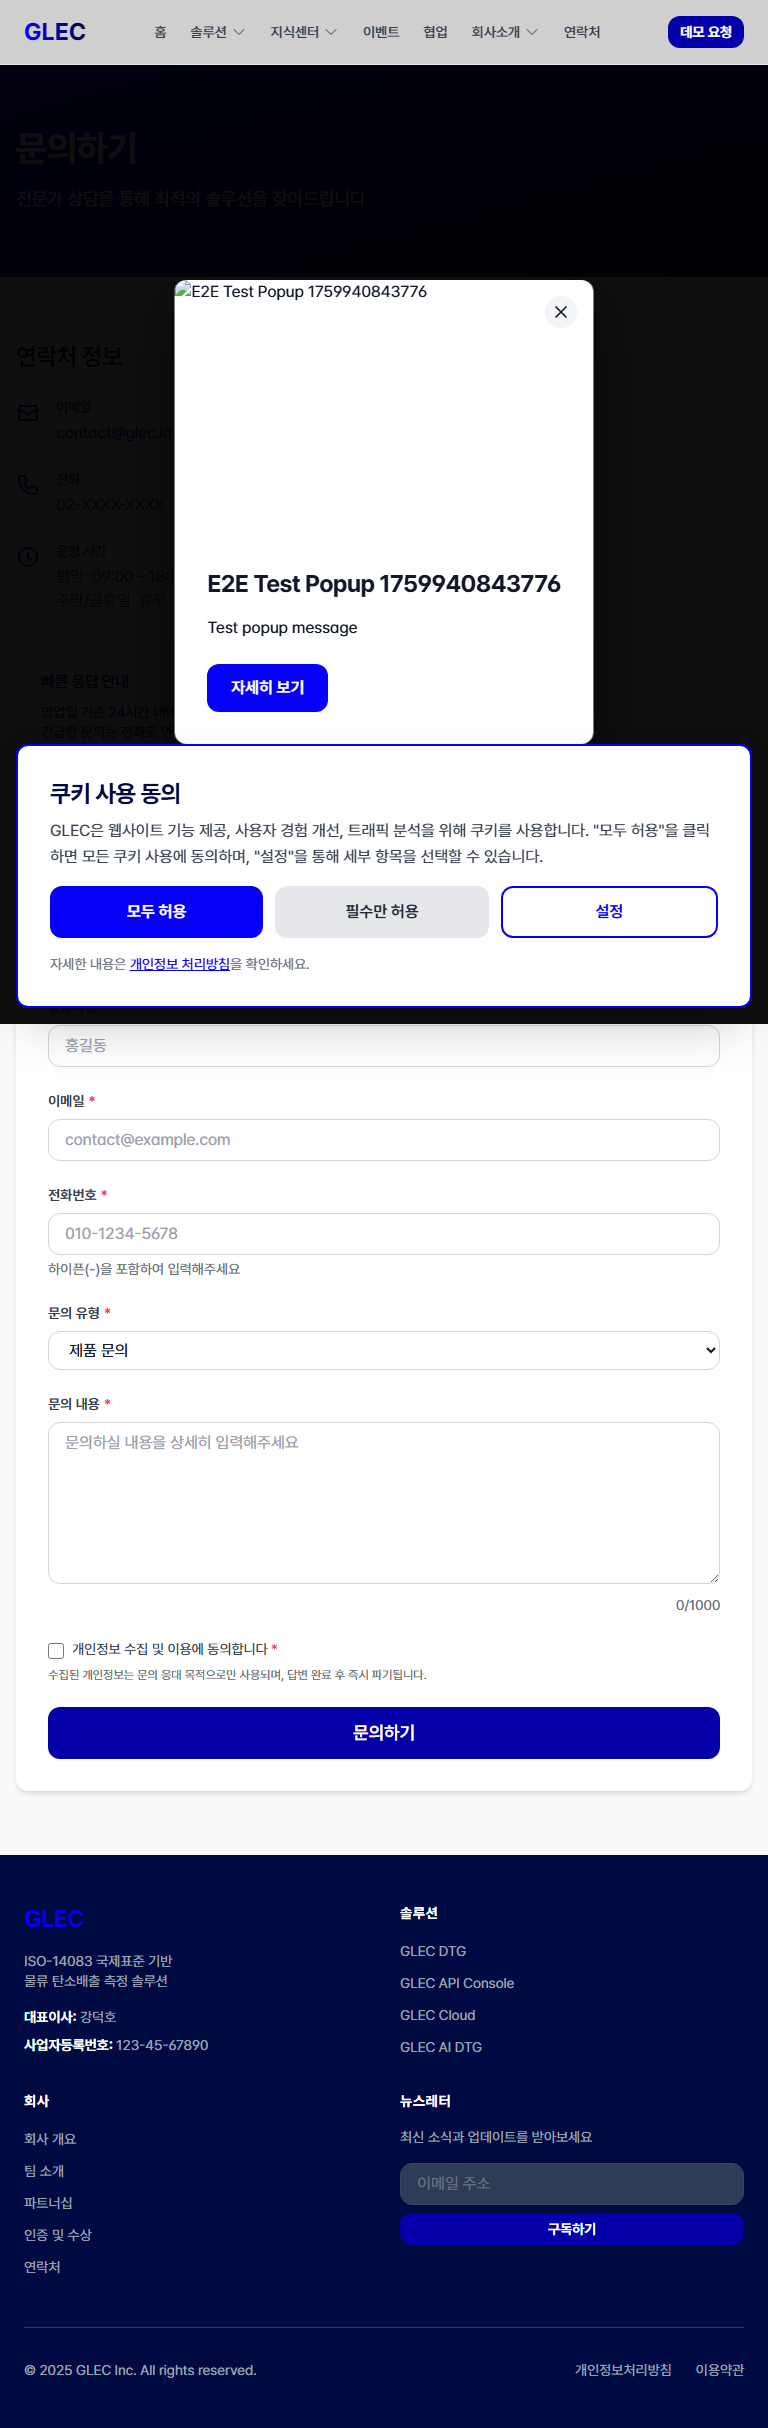 GLEC
홈
솔루션
지식센터
이벤트
협업
회사소개
연락처
데모 요청
문의하기
전문가 상담을 통해 최적의 솔루션을 찾아드립니다
연락처 정보
이메일
contact@glec.io
전화
02-XXXX-XXXX
운영 시간
평일: 09:00 - 18:
주말/공휴일: 휴무
빠른 응답 안내
영업일 기준 24시간 내에
긴급한 문의는 전화로
E2E Test Popup 1759940843776
E2E Test Popup 1759940843776
Test popup message
자세히 보기
쿠키 사용 동의
GLEC은 웹사이트 기능 제공, 사용자 경험 개선, 트래픽 분석을 위해 쿠키를 사용합니다. "모두 허용"을 클릭
하면 모든 쿠키 사용에 동의하며, "설정"을 통해 세부 항목을 선택할 수 있습니다.
모두 허용
필수만 허용
설정
자세한 내용은 개인정보 처리방침을 확인하세요.
홍길동
이메일 *
contact@example.com
전화번호 *
010-1234-5678
하이픈(-)을 포함하여 입력해주세요
문의 유형 *
제품 문의
문의 내용 *
문의하실 내용을 상세히 입력해주세요
0/1000
개인정보 수집 및 이용에 동의합니다 *
수집된 개인정보는 문의 응대 목적으로만 사용되며, 답변 완료 후 즉시 파기됩니다.
문의하기
GLEC
ISO-14083 국제표준 기반
물류 탄소배출 측정 솔루션
대표이사: 강덕호
사업자등록번호: 123-45-67890
솔루션
GLEC DTG
GLEC API Console
GLEC Cloud
GLEC AI DTG
회사
회사 개요
팀 소개
파트너십
인증 및 수상
연락처
뉴스레터
최신 소식과 업데이트를 받아보세요
이메일 주소
구독하기
© 2025 GLEC Inc. All rights reserved.
개인정보처리방침
이용약관